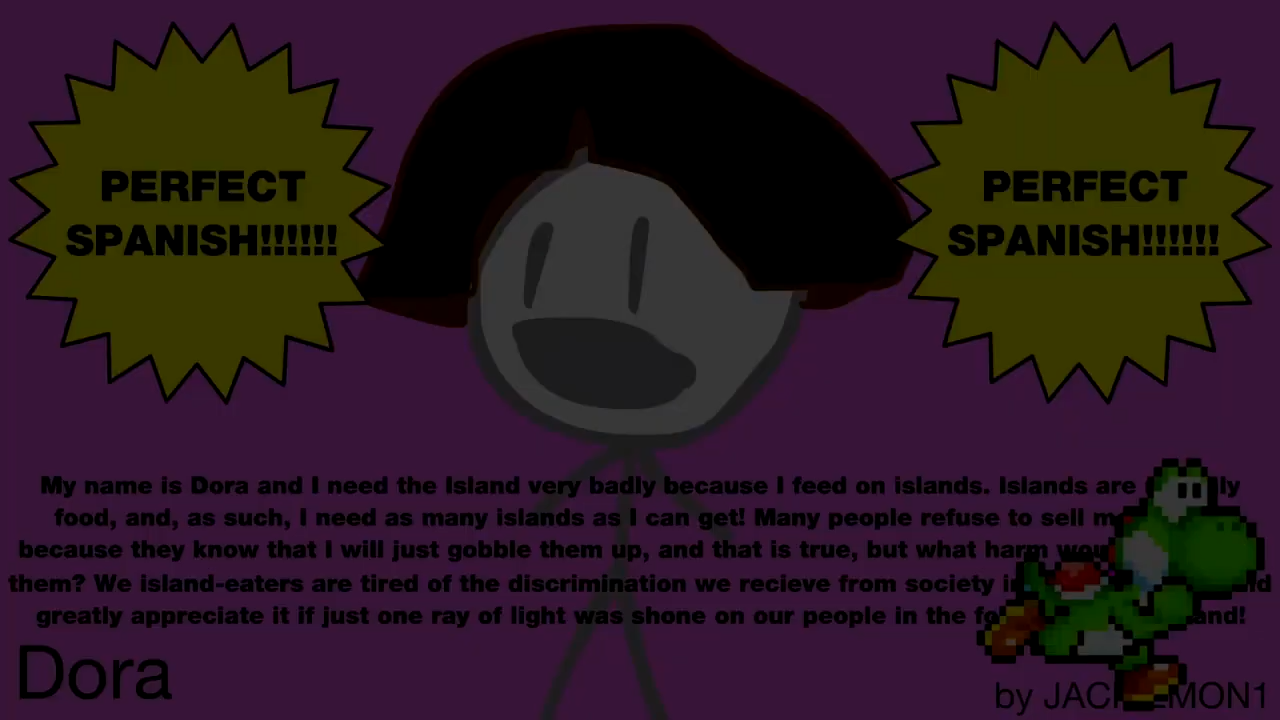 PERFECT
SPANISH!!!!!!
PERFECT
SPANISH!!!!!!
My name is Dora and I need the Island very badly because I feed on islands. Islands are
food, and, as such, I need as many islands as I can get! Many people refuse to sell
because they know that I will just gobble them up, and that is true, but what harm
them? We island-eaters are tired of the discrimination we recieve from society
greatly appreciate it if just one ray of light was shone on our people in the
Dora
by